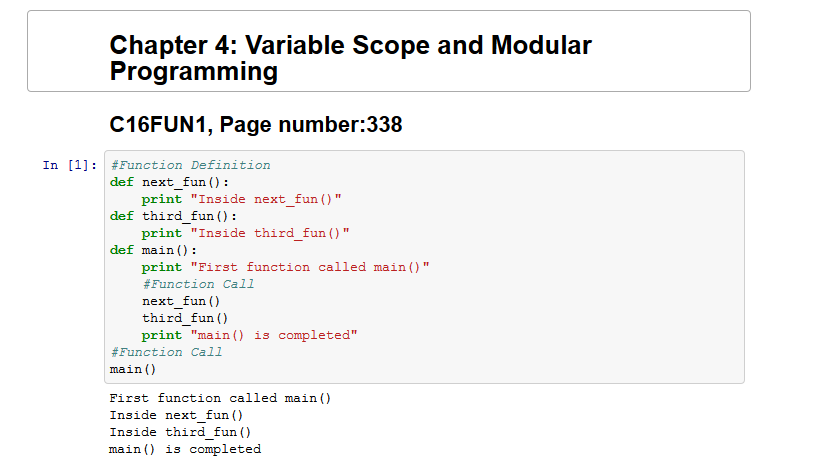 Chapter 4: Variable Scope and Modular
Programming
C16FUN1, Page number:338
In [1]: #Function Definition
def next_fun():
    print "Inside next_fun()"
def third_fun():
    print "Inside third_fun()"
def main():
    print "First function called main()"
    #Function Call
    next_fun()
    third_fun()
    print "main() is completed"
#Function Call
main()
First function called main()
Inside next_fun()
Inside third_fun()
main() is completed